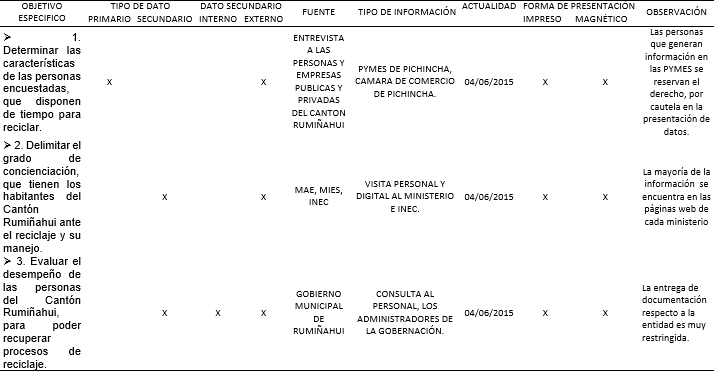 OBJETIVO ESPECIFICO TIPO DE DATO DATO SECUNDARIO FUENTE TIPO DE INFORMACIÓN ACTUALIDAD FORMA DE PRESENTACIÓN OBSERVACIÓN
PRIMARIO SECUNDARIO INTERNO EXTERNO IMPRESO MAGNÉTICO
➢ 1.
Determinar las
características
de las personas
encuestadas,
que disponen
de tiempo para
reciclar.
X
X
ENTREVISTA
A LAS
PERSONAS Y
EMPRESAS
PUBLICAS Y
PRIVADAS
DEL CANTON
RUMIÑAHUI
PYMES DE PICHINCHA,
CAMARA DE COMERCIO
DE PICHINCHA.
04/06/2015
X
X
Las personas
que generan
información en
las PYMES se
reservan el
derecho, por
cautela en la
presentación de
datos.
➢ 2. Delimitar el
grado de
concienciación,
que tienen los
habitantes del
Cantón
Rumiñahui ante
el reciclaje y su
manejo.
X
X
MAE, MIES,
INEC
VISITA PERSONAL Y
DIGITAL AL MINISTERIO
E INEC.
04/06/2015
X
X
La mayoría de la
información se
encuentra en las
páginas web de
cada ministerio
➢ 3. Evaluar el
desempeño de
las personas
del Cantón
Rumiñahui,
para poder
recuperar
procesos de
reciclaje.
X
X
X
GOBIERNO
MUNICIPAL
DE
RUMIÑAHUI
CONSULTA AL
PERSONAL, LOS
ADMINISTRADORES DE
LA GOBERNACIÓN.
04/06/2015
X
X
La entrega de
documentación
respecto a la
entidad es muy
restringida.